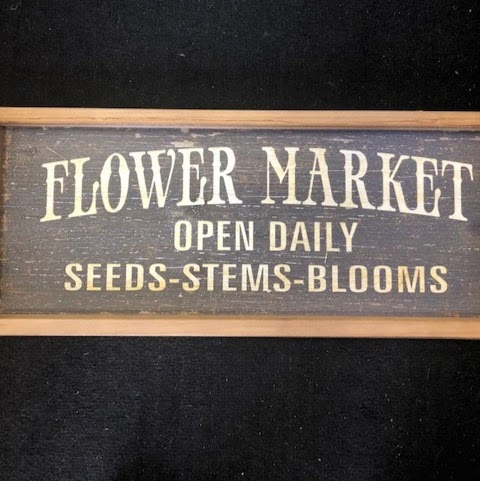 FLOWER MARKET
OPEN DAILY
SEEDS-STEMS-BLOOMS